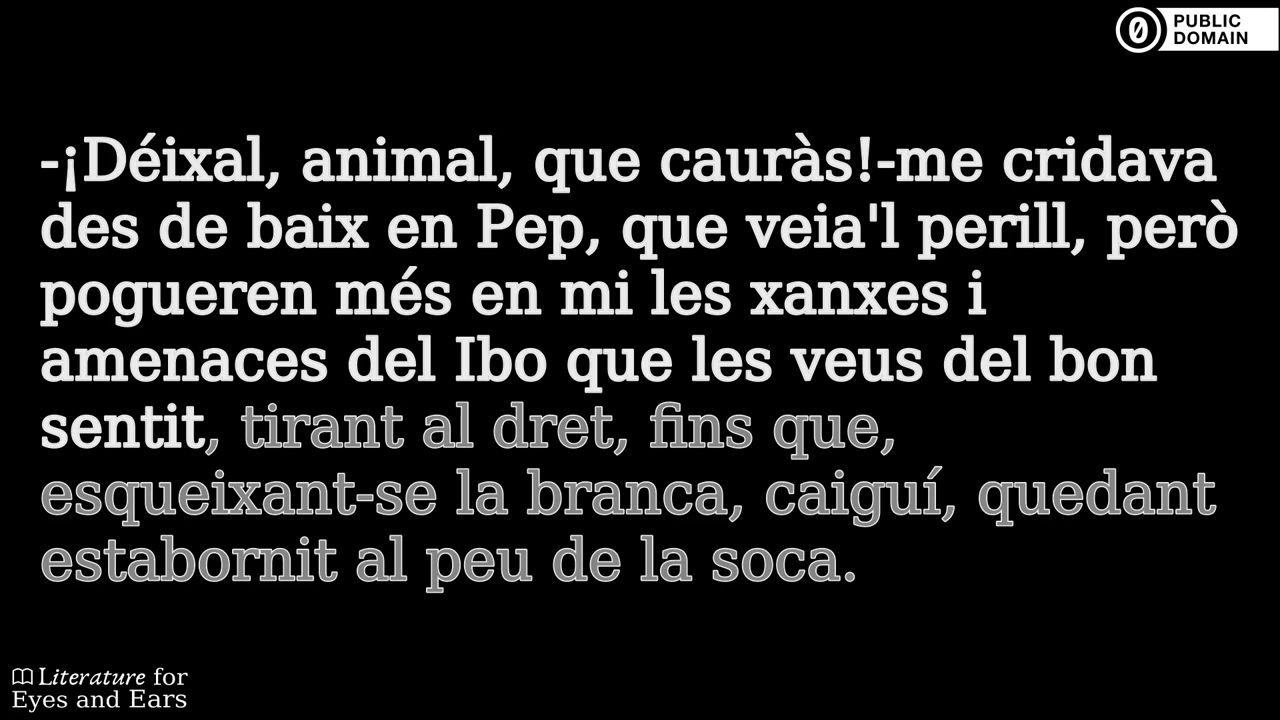 PUBLIC
DOMAIN
-¡Déixal, animal, que cauràs!-me cridava
des de baix en Pep, que veia'l perill, però
pogueren més en mi les xanxes i
amenaces del Ibo que les veus del bon
sentit, tirant al dret, fins que,
esqueixant-se la branca, caiguí, quedant
estabornit al peu de la soca.
Literature for
Eyes and Ears